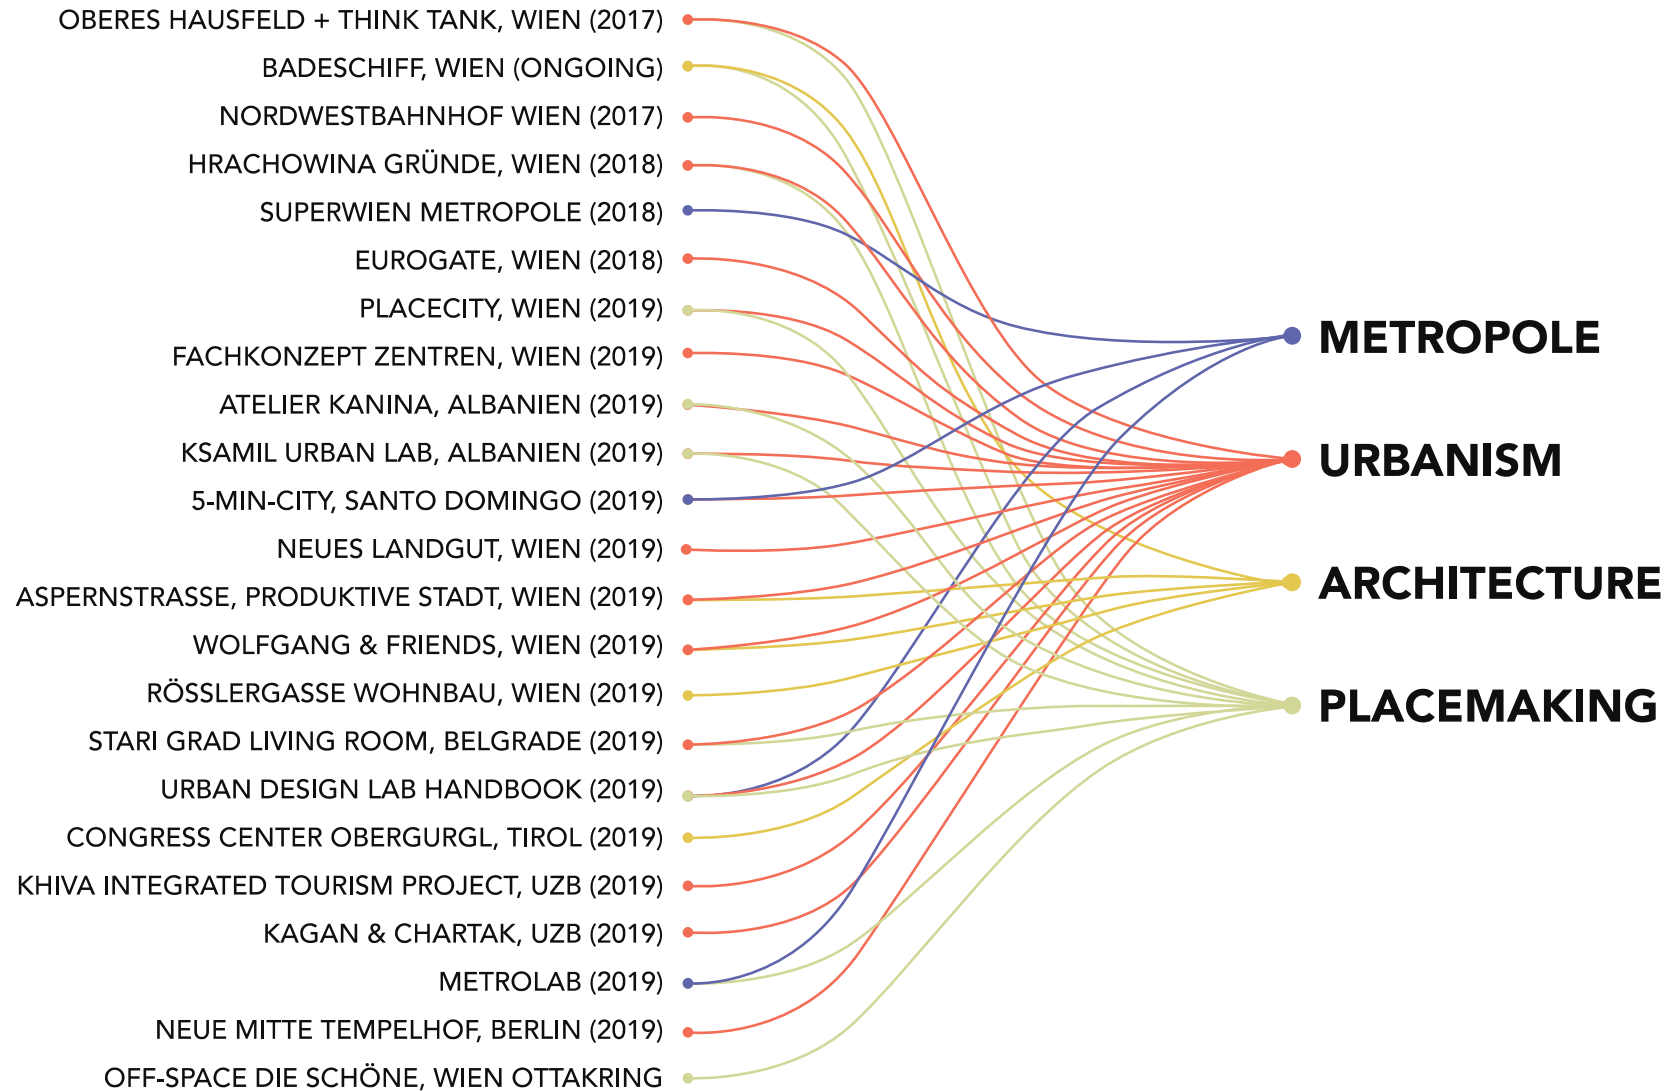 OBERES HAUSFELD + THINK TANK, WIEN (2017)
BADESCHIFF, WIEN (ONGOING)
NORDWESTBAHNHOF WIEN (2017)
HRACHOWINA GRÜNDE, WIEN (2018)
SUPERWIEN METROPOLE (2018)
EUROGATE, WIEN (2018)
PLACECITY, WIEN (2019)
FACHKONZEPT ZENTREN, WIEN (2019)
ATELIER KANINA, ALBANIEN (2019)
KSAMIL URBAN LAB, ALBANIEN (2019)
5-MIN-CITY, SANTO DOMINGO (2019)
NEUES LANDGUT, WIEN (2019)
ASPERNSTRASSE, PRODUKTIVE STADT, WIEN (2019)
WOLFGANG & FRIENDS, WIEN (2019)
RÖSSLERGASSE WOHNBAU, WIEN (2019)
STARI GRAD LIVING ROOM, BELGRADE (2019)
URBAN DESIGN LAB HANDBOOK (2019)
CONGRESS CENTER OBERGURGL, TIROL (2019)
KHIVA INTEGRATED TOURISM PROJECT, UZB (2019)
KAGAN & CHARTAK, UZB (2019)
METROLAB (2019)
NEUE MITTE TEMPELHOF, BERLIN (2019)
OFF-SPACE DIE SCHÖNE, WIEN OTTAKRING
METROPOLE
URBANISM
ARCHITECTURE
PLACEMAKING